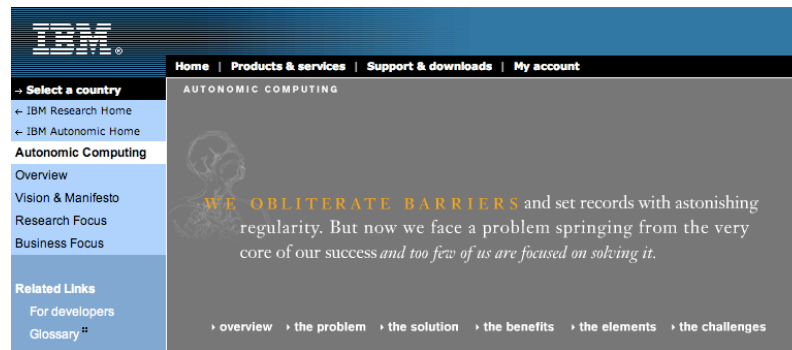 IBM®
Home | Products & services | Support & downloads | My account
→ Select a country
← IBM Research Home
← IBM Autonomic Home
Autonomic Computing
Overview
Vision & Manifesto
Research Focus
Business Focus
Related Links
For developers
Glossary
AUTONOMIC COMPUTING
WE OBLITERATE BARRIERS and set records with astonishing
regularity. But now we face a problem springing from the very
core of our success and too few of us are focused on solving it.
› overview › the problem › the solution › the benefits › the elements › the challenges